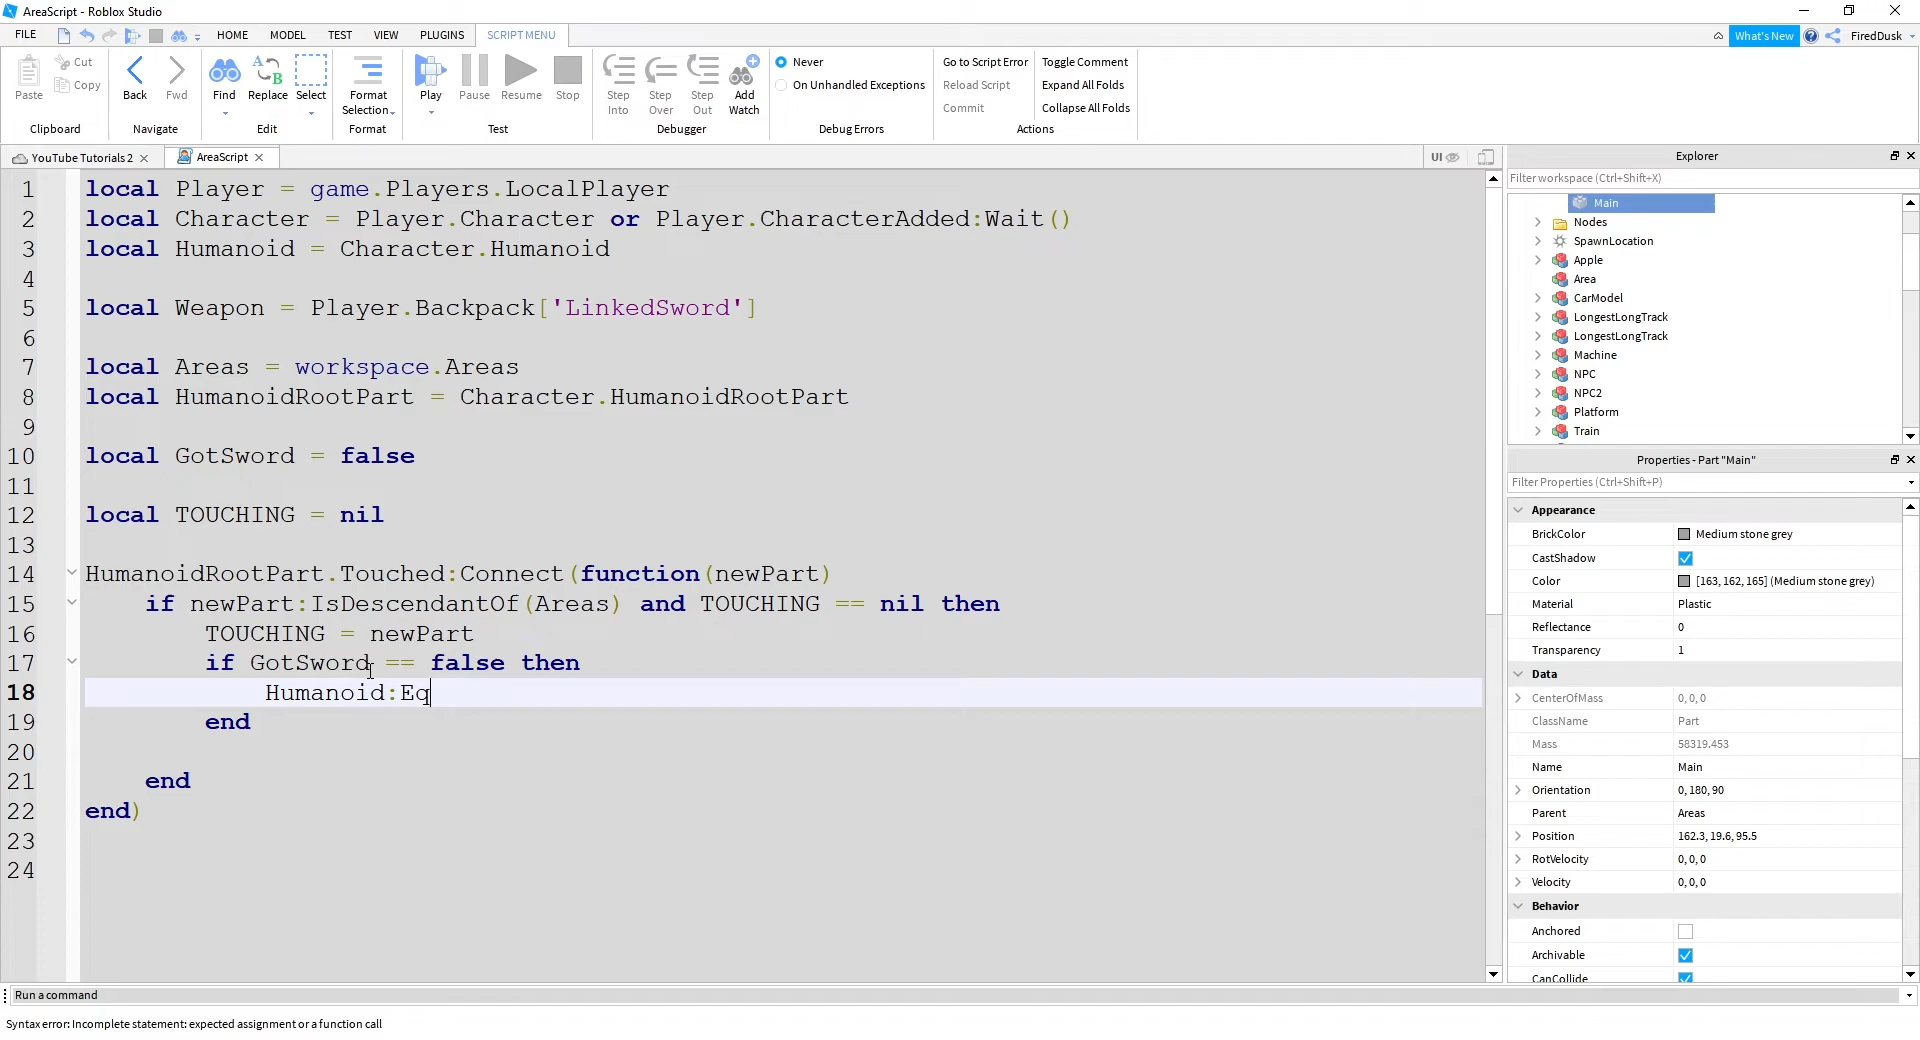 AreaScript - Roblox Studio
FILE HOME MODEL TEST VIEW PLUGINS SCRIPT MENU What's New FiredDusk
Paste Cut Copy Clipboard
Back Fwd Navigate
Find Replace Select Edit
Format Selection Format
Play Pause Resume Stop Test
Step Into Step Over Step Out Add Watch Debugger
Never
On Unhandled Exceptions
Debug Errors
Go to Script Error Toggle Comment
Reload Script Expand All Folds
Commit Collapse All Folds
Actions
YouTube Tutorials 2 AreaScript UI
1 local Player = game.Players.LocalPlayer
2 local Character = Player.Character or Player.CharacterAdded:Wait()
3 local Humanoid = Character.Humanoid
4
5 local Weapon = Player.Backpack['LinkedSword']
6
7 local Areas = workspace.Areas
8 local HumanoidRootPart = Character.HumanoidRootPart
9
10 local GotSword = false
11
12 local TOUCHING = nil
13
14 HumanoidRootPart.Touched:Connect(function(newPart)
15 if newPart:IsDescendantOf(Areas) and TOUCHING == nil then
16 TOUCHING = newPart
17 if GotSword == false then
18 Humanoid:Eq
19 end
20
21 end
22 end)
23
24
Explorer
Filter workspace (Ctrl+Shift+X)
Main
Nodes
SpawnLocation
Apple
Area
CarModel
LongestLongTrack
LongestLongTrack
Machine
NPC
NPC2
Platform
Train
Properties - Part "Main"
Filter Properties (Ctrl+Shift+P)
Appearance
BrickColor Medium stone grey
CastShadow
Color [163, 162, 165] (Medium stone grey)
Material Plastic
Reflectance 0
Transparency 1
Data
CenterOfMass 0, 0, 0
ClassName Part
Mass 58319.453
Name Main
Orientation 0, 180, 90
Parent Areas
Position 162.3, 19.6, 95.5
RotVelocity 0, 0, 0
Velocity 0, 0, 0
Behavior
Anchored
Archivable
CanCollide
Run a command
Syntax error: Incomplete statement: expected assignment or a function call